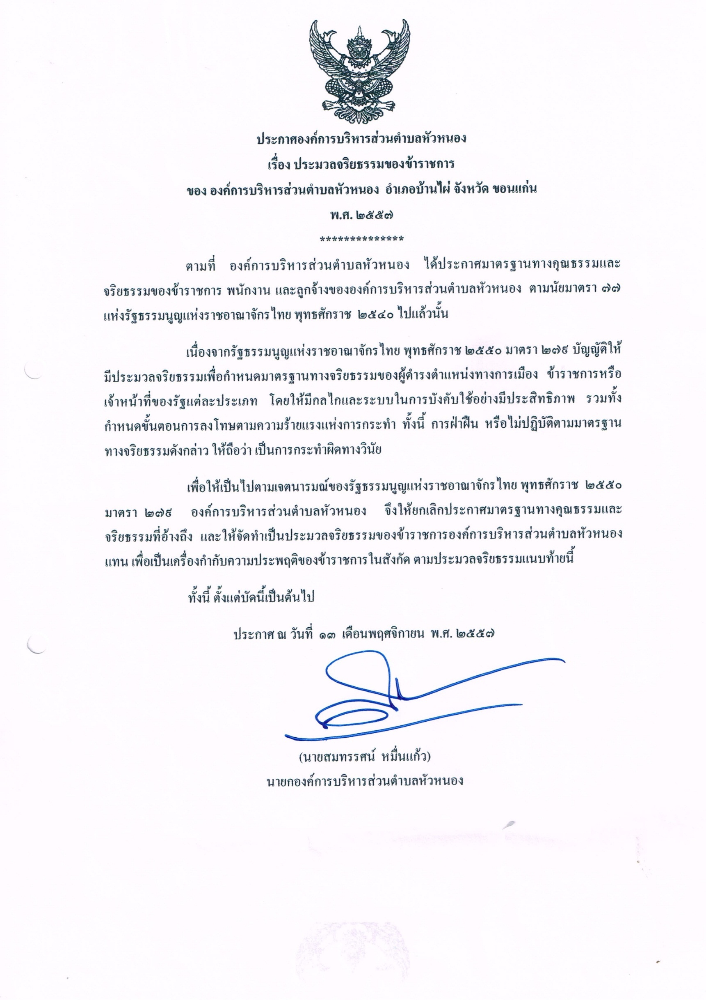 ประกาศองค์การบริหารส่วนตำบลหัวหนอง
เรื่อง ประมวลจริยธรรมของข้าราชการ
ของ องค์การบริหารส่วนตำบลหัวหนอง อำเภอบ้านไผ่ จังหวัด ขอนแก่น
พ.ศ. ๒๕๕๗
**************
ตามที่ องค์การบริหารส่วนตำบลหัวหนอง ได้ประกาศมาตรฐานทางคุณธรรมและ
จริยธรรมของข้าราชการ พนักงาน และลูกจ้างขององค์การบริหารส่วนตำบลหัวหนอง ตามนัยมาตรา ๗๗
แห่งรัฐธรรมนูญแห่งราชอาณาจักรไทย พุทธศักราช ๒๕๔๐ ไปแล้วนั้น
เนื่องจากรัฐธรรมนูญแห่งราชอาณาจักรไทย พุทธศักราช ๒๕๕๐ มาตรา ๒๗๙ บัญญัติให้
มีประมวลจริยธรรมเพื่อกำหนดมาตรฐานทางจริยธรรมของผู้ดำรงตำแหน่งทางการเมือง ข้าราชการหรือ
เจ้าหน้าที่ของรัฐแต่ละประเภท โดยให้มีกลไกและระบบในการบังคับใช้อย่างมีประสิทธิภาพ รวมทั้ง
กำหนดขั้นตอนการลงโทษตามความร้ายแรงแห่งการกระทำ ทั้งนี้ การฝ่าฝืน หรือไม่ปฏิบัติตามมาตรฐาน
ทางจริยธรรมดังกล่าว ให้ถือว่า เป็นการกระทำผิดทางวินัย
เพื่อให้เป็นไปตามเจตนารมณ์ของรัฐธรรมนูญแห่งราชอาณาจักรไทย พุทธศักราช ๒๕๕๐
มาตรา ๒๗๙ องค์การบริหารส่วนตำบลหัวหนอง จึงให้ยกเลิกประกาศมาตรฐานทางคุณธรรมและ
จริยธรรมที่อ้างถึง และให้จัดทำเป็นประมวลจริยธรรมของข้าราชการองค์การบริหารส่วนตำบลหัวหนอง
แทน เพื่อเป็นเครื่องกำกับความประพฤติของข้าราชการในสังกัด ตามประมวลจริยธรรมแนบท้ายนี้
ทั้งนี้ ตั้งแต่บัดนี้เป็นต้นไป
ประกาศ ณ วันที่ ๑๓ เดือนพฤศจิกายน พ.ศ. ๒๕๕๗
(นายสมทรรศน์ หมื่นแก้ว)
นายกองค์การบริหารส่วนตำบลหัวหนอง